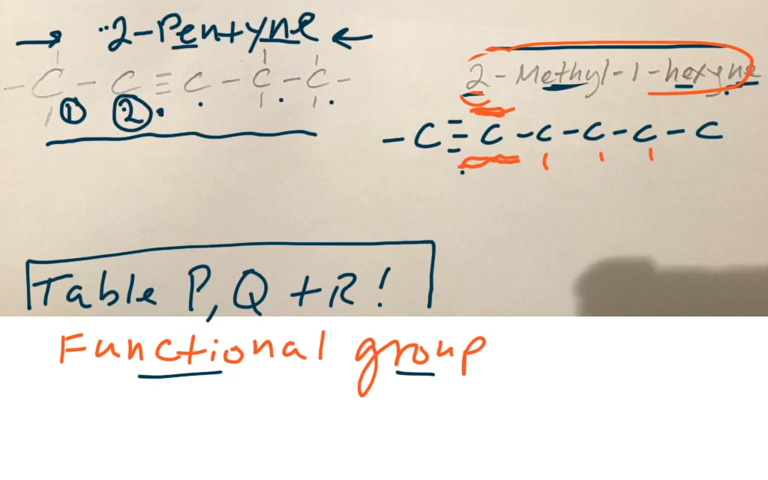 2-Pentyne
- C - C ≡ C - C - C -
① ②
2-Methyl-1-hexyne
- C ≡ C - C - C - C - C
Table P, Q + R!
Functional group